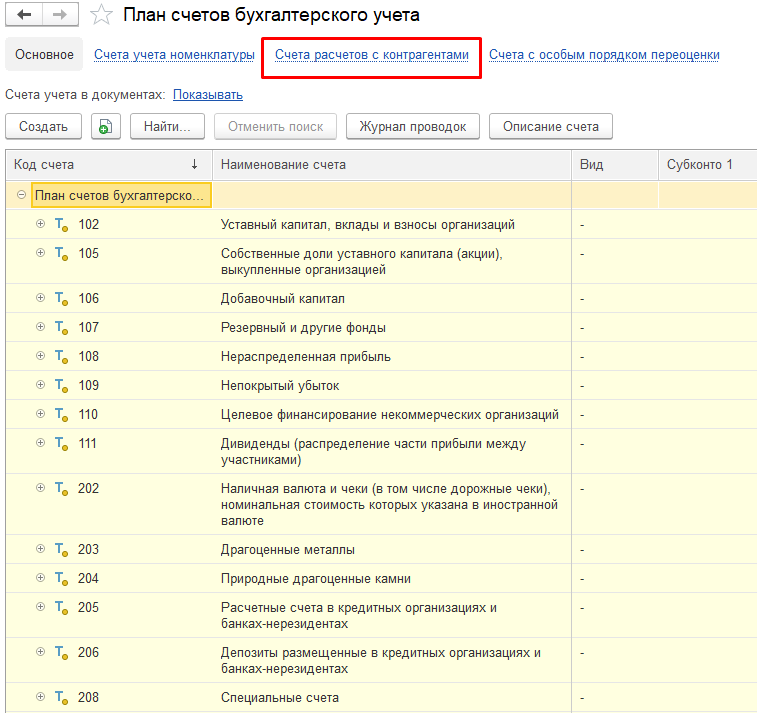 План счетов бухгалтерского учета
Основное Счета учета номенклатуры Счета расчетов с контрагентами Счета с особым порядком переоценки
Счета учета в документах: Показывать
Создать Найти... Отменить поиск Журнал проводок Описание счета
Код счета ↓ Наименование счета Вид Субконто 1
План счетов бухгалтерско...
102 Уставный капитал, вклады и взносы организаций -
105 Собственные доли уставного капитала (акции), -
выкупленные организацией
106 Добавочный капитал -
107 Резервный и другие фонды -
108 Нераспределенная прибыль -
109 Непокрытый убыток -
110 Целевое финансирование некоммерческих организаций -
111 Дивиденды (распределение части прибыли между -
участниками)
202 Наличная валюта и чеки (в том числе дорожные чеки), -
номинальная стоимость которых указана в иностранной
валюте
203 Драгоценные металлы -
204 Природные драгоценные камни -
205 Расчетные счета в кредитных организациях и -
банках-нерезидентах
206 Депозиты размещенные в кредитных организациях и -
банках-нерезидентах
208 Специальные счета -